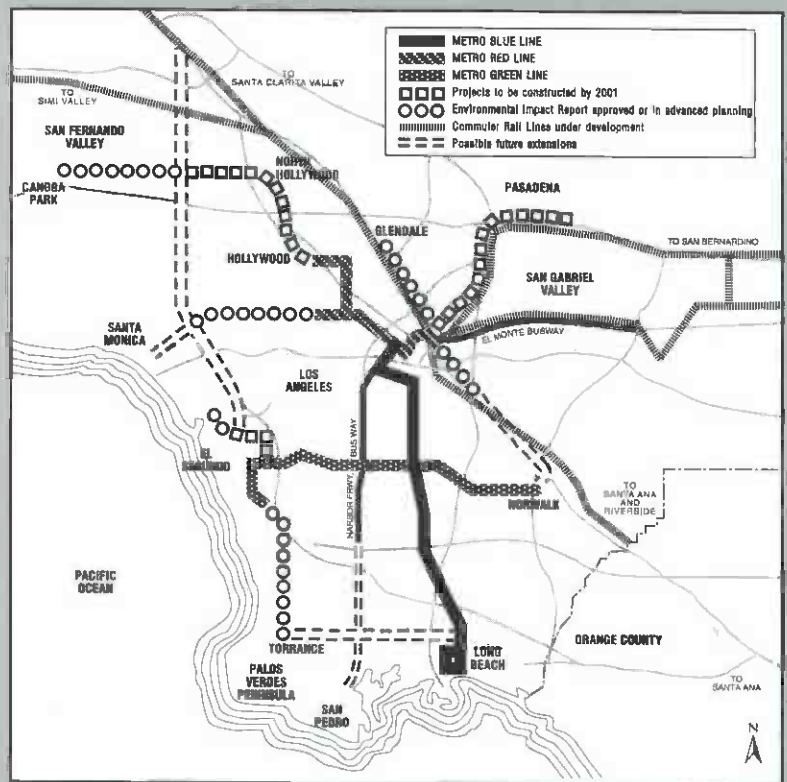 METRO BLUE LINE
METRO RED LINE
METRO GREEN LINE
Projects to be constructed by 2001
Environmental Impact Report approved or in advanced planning
Commuter Rail Lines under development
Possible future extensions
TO
SANTA CLARITA VALLEY
TO
SIMI VALLEY
SAN FERNANDO
VALLEY
NORTH
HOLLYWOOD
CANOGA
PARK
PASADENA
GLENDALE
TO SAN BERNARDINO
HOLLYWOOD
SAN GABRIEL
VALLEY
SANTA
MONICA
EL MONTE BUSWAY
LOS
ANGELES
HARBOR FRWY. BUS WAY
EL
SEGUNDO
NORWALK
TO
SANTA ANA
AND
RIVERSIDE
PACIFIC
OCEAN
TORRANCE
LONG
BEACH
ORANGE COUNTY
PALOS
VERDES
PENINSULA
SAN
PEDRO
TO
SANTA ANA
N